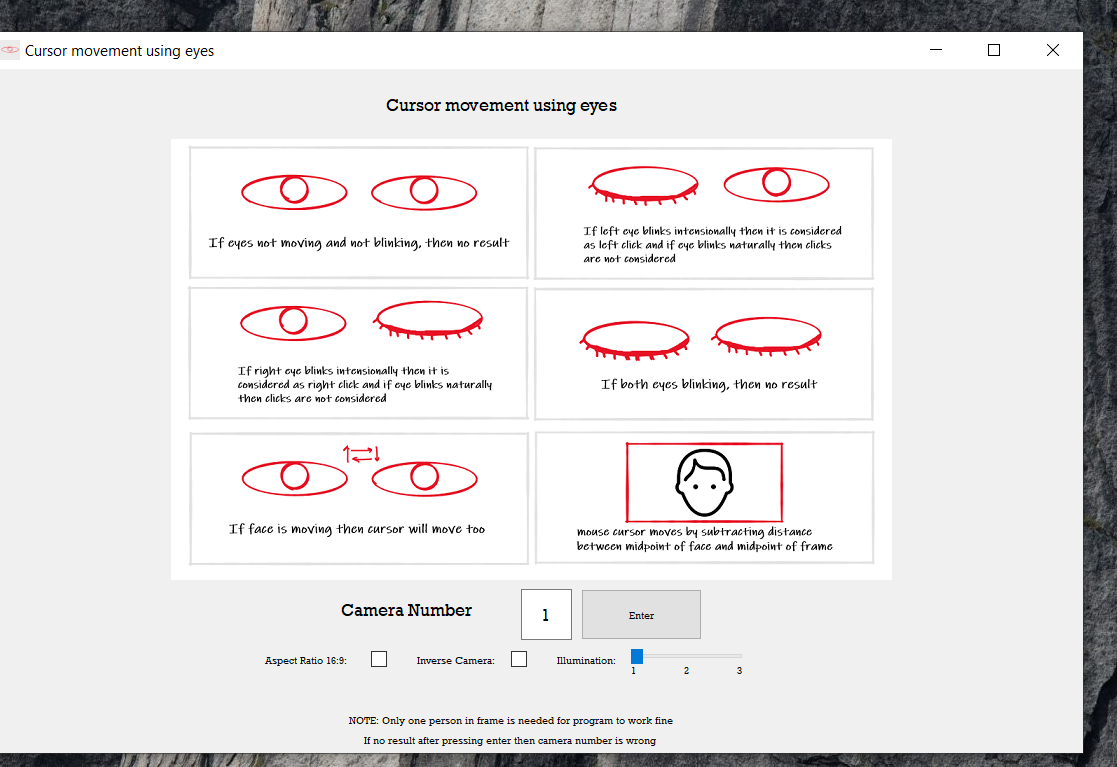 Cursor movement using eyes
Cursor movement using eyes
If eyes not moving and not blinking, then no result
If left eye blinks intensionally then it is considered
as left click and if eye blinks naturally then clicks
are not considered
If right eye blinks intensionally then it is
considered as right click and if eye blinks naturally
then clicks are not considered
If both eyes blinking, then no result
If face is moving then cursor will move too
mouse cursor moves by subtracting distance
between midpoint of face and midpoint of frame
Camera Number
1
Enter
Aspect Ratio 16:9:
Inverse Camera:
Illumination:
1 2 3
NOTE: Only one person in frame is needed for program to work fine
If no result after pressing enter then camera number is wrong